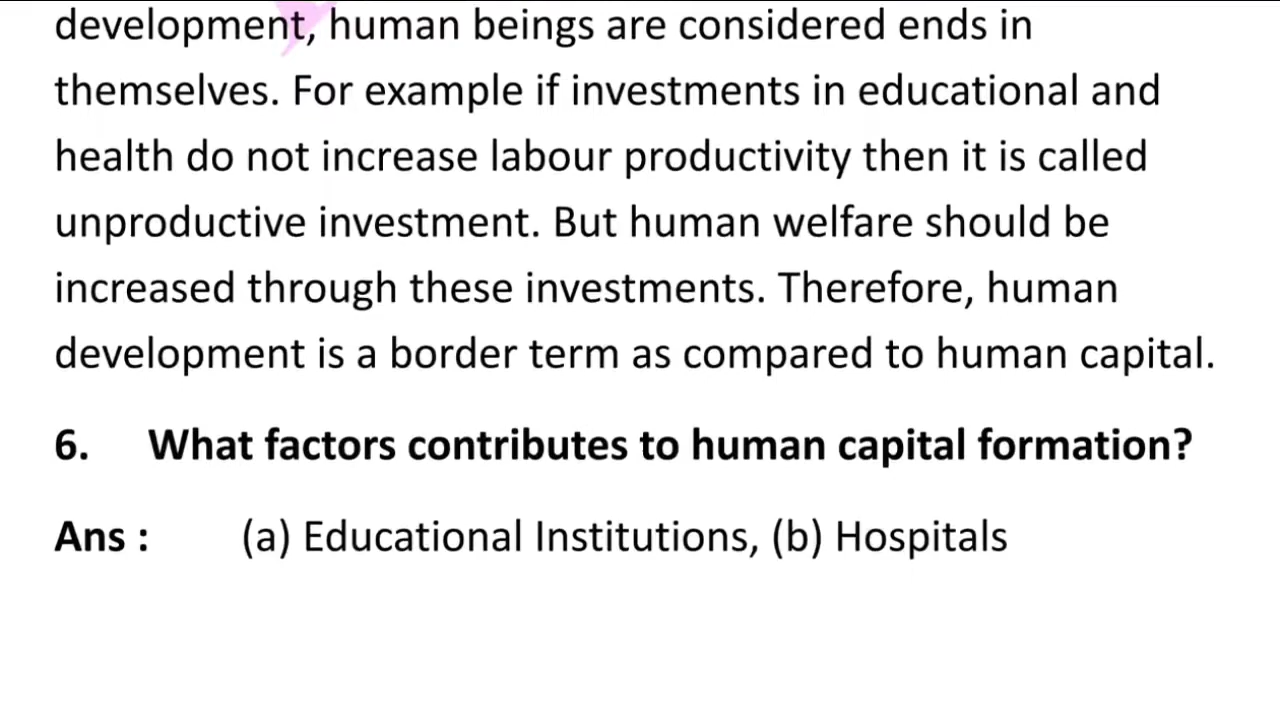 development, human beings are considered ends in
themselves. For example if investments in educational and
health do not increase labour productivity then it is called
unproductive investment. But human welfare should be
increased through these investments. Therefore, human
development is a border term as compared to human capital.
6. What factors contributes to human capital formation?
Ans : (a) Educational Institutions, (b) Hospitals